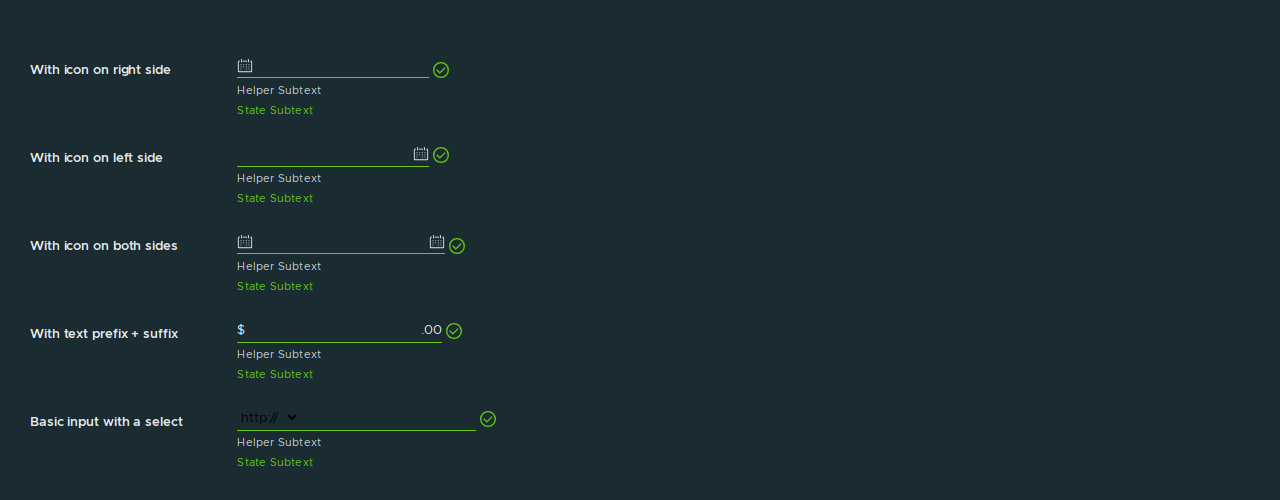 With icon on right side
Helper Subtext
State Subtext
With icon on left side
Helper Subtext
State Subtext
With icon on both sides
Helper Subtext
State Subtext
With text prefix + suffix $ .00
Helper Subtext
State Subtext
Basic input with a select http://
Helper Subtext
State Subtext